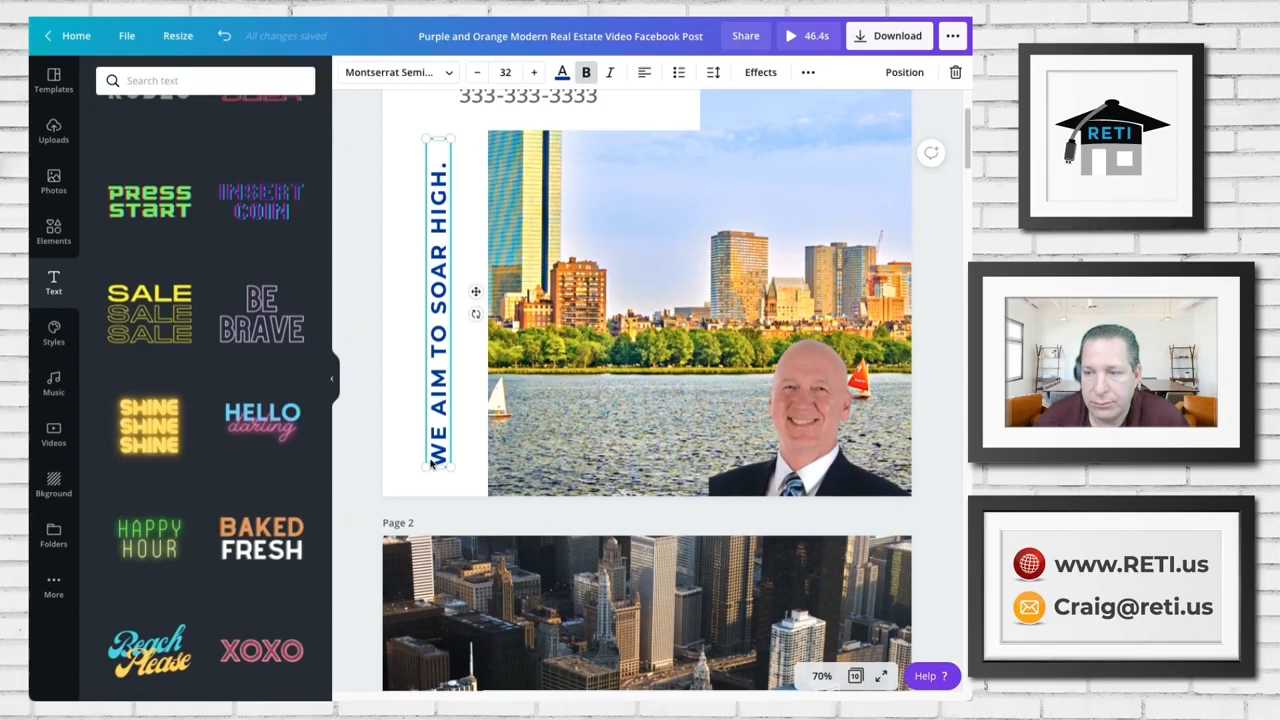 Home File Resize All changes saved Purple and Orange Modern Real Estate Video Facebook Post Share 46.4s Download
Montserrat Semi... 32 A B I Effects Position
Templates
Uploads
Photos
Elements
Text
Styles
Music
Videos
Bkground
Folders
More
Search text
PRESS
START
INSERT
COIN
SALE
SALE
SALE
BE
BRAVE
SHINE
SHINE
SHINE
HELLO
darling
HAPPY
HOUR
BAKED
FRESH
Beach
Please
XOXO
333-333-3333
WE AIM TO SOAR HIGH.
Page 2
70% 10 Help ?
RETI
www.RETI.us
Craig@reti.us